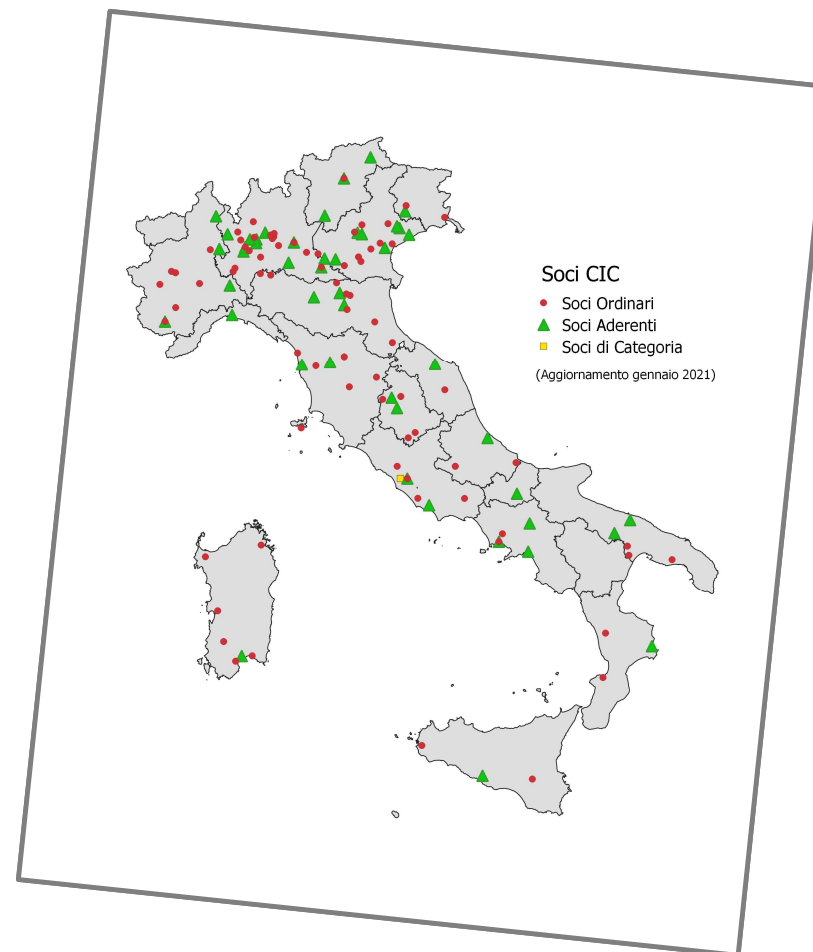 Soci CIC
Soci Ordinari
Soci Aderenti
Soci di Categoria
(Aggiornamento gennaio 2021)